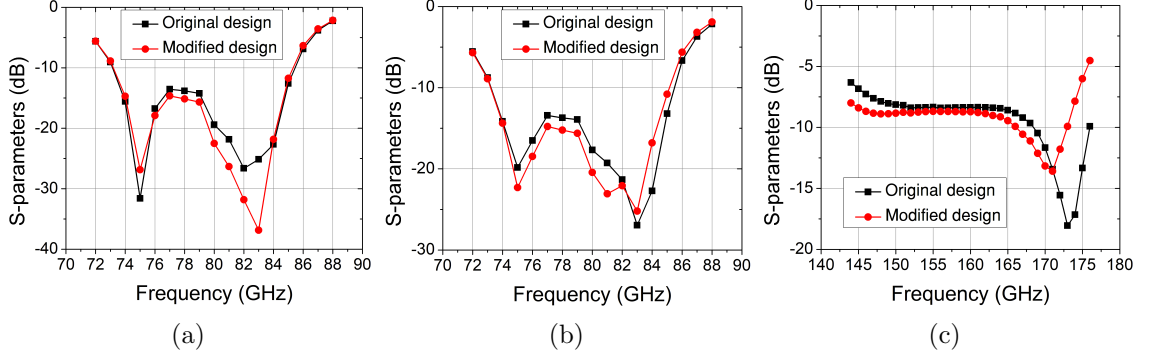 Original design
Modified design
S-parameters (dB)
0
-10
-20
-30
-40
70 72 74 76 78 80 82 84 86 88 90
Frequency (GHz)
(a)
Original design
Modified design
S-parameters (dB)
0
-10
-20
-30
70 72 74 76 78 80 82 84 86 88 90
Frequency (GHz)
(b)
S-parameters (dB)
0
-5
-10
-15
-20
Original design
Modified design
140 145 150 155 160 165 170 175 180
Frequency (GHz)
(c)